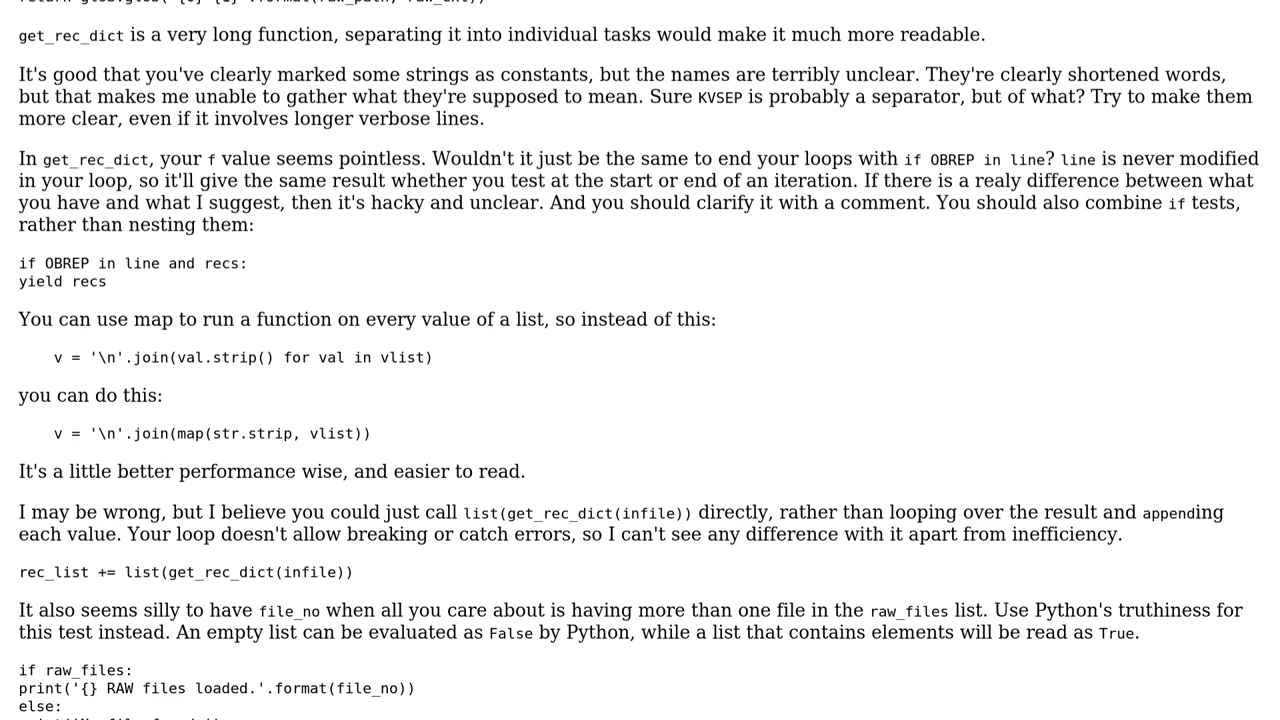 get_rec_dict is a very long function, separating it into individual tasks would make it much more readable.
It's good that you've clearly marked some strings as constants, but the names are terribly unclear. They're clearly shortened words,
but that makes me unable to gather what they're supposed to mean. Sure KVSEP is probably a separator, but of what? Try to make them
more clear, even if it involves longer verbose lines.
In get_rec_dict, your f value seems pointless. Wouldn't it just be the same to end your loops with if OBREP in line? line is never modified
in your loop, so it'll give the same result whether you test at the start or end of an iteration. If there is a realy difference between what
you have and what I suggest, then it's hacky and unclear. And you should clarify it with a comment. You should also combine if tests,
rather than nesting them:
if OBREP in line and recs:
yield recs
You can use map to run a function on every value of a list, so instead of this:
v = '\n'.join(val.strip() for val in vlist)
you can do this:
v = '\n'.join(map(str.strip, vlist))
It's a little better performance wise, and easier to read.
I may be wrong, but I believe you could just call list(get_rec_dict(infile)) directly, rather than looping over the result and appending
each value. Your loop doesn't allow breaking or catch errors, so I can't see any difference with it apart from inefficiency.
rec_list += list(get_rec_dict(infile))
It also seems silly to have file_no when all you care about is having more than one file in the raw_files list. Use Python's truthiness for
this test instead. An empty list can be evaluated as False by Python, while a list that contains elements will be read as True.
if raw_files:
print('{} RAW files loaded.'.format(file_no))
else: